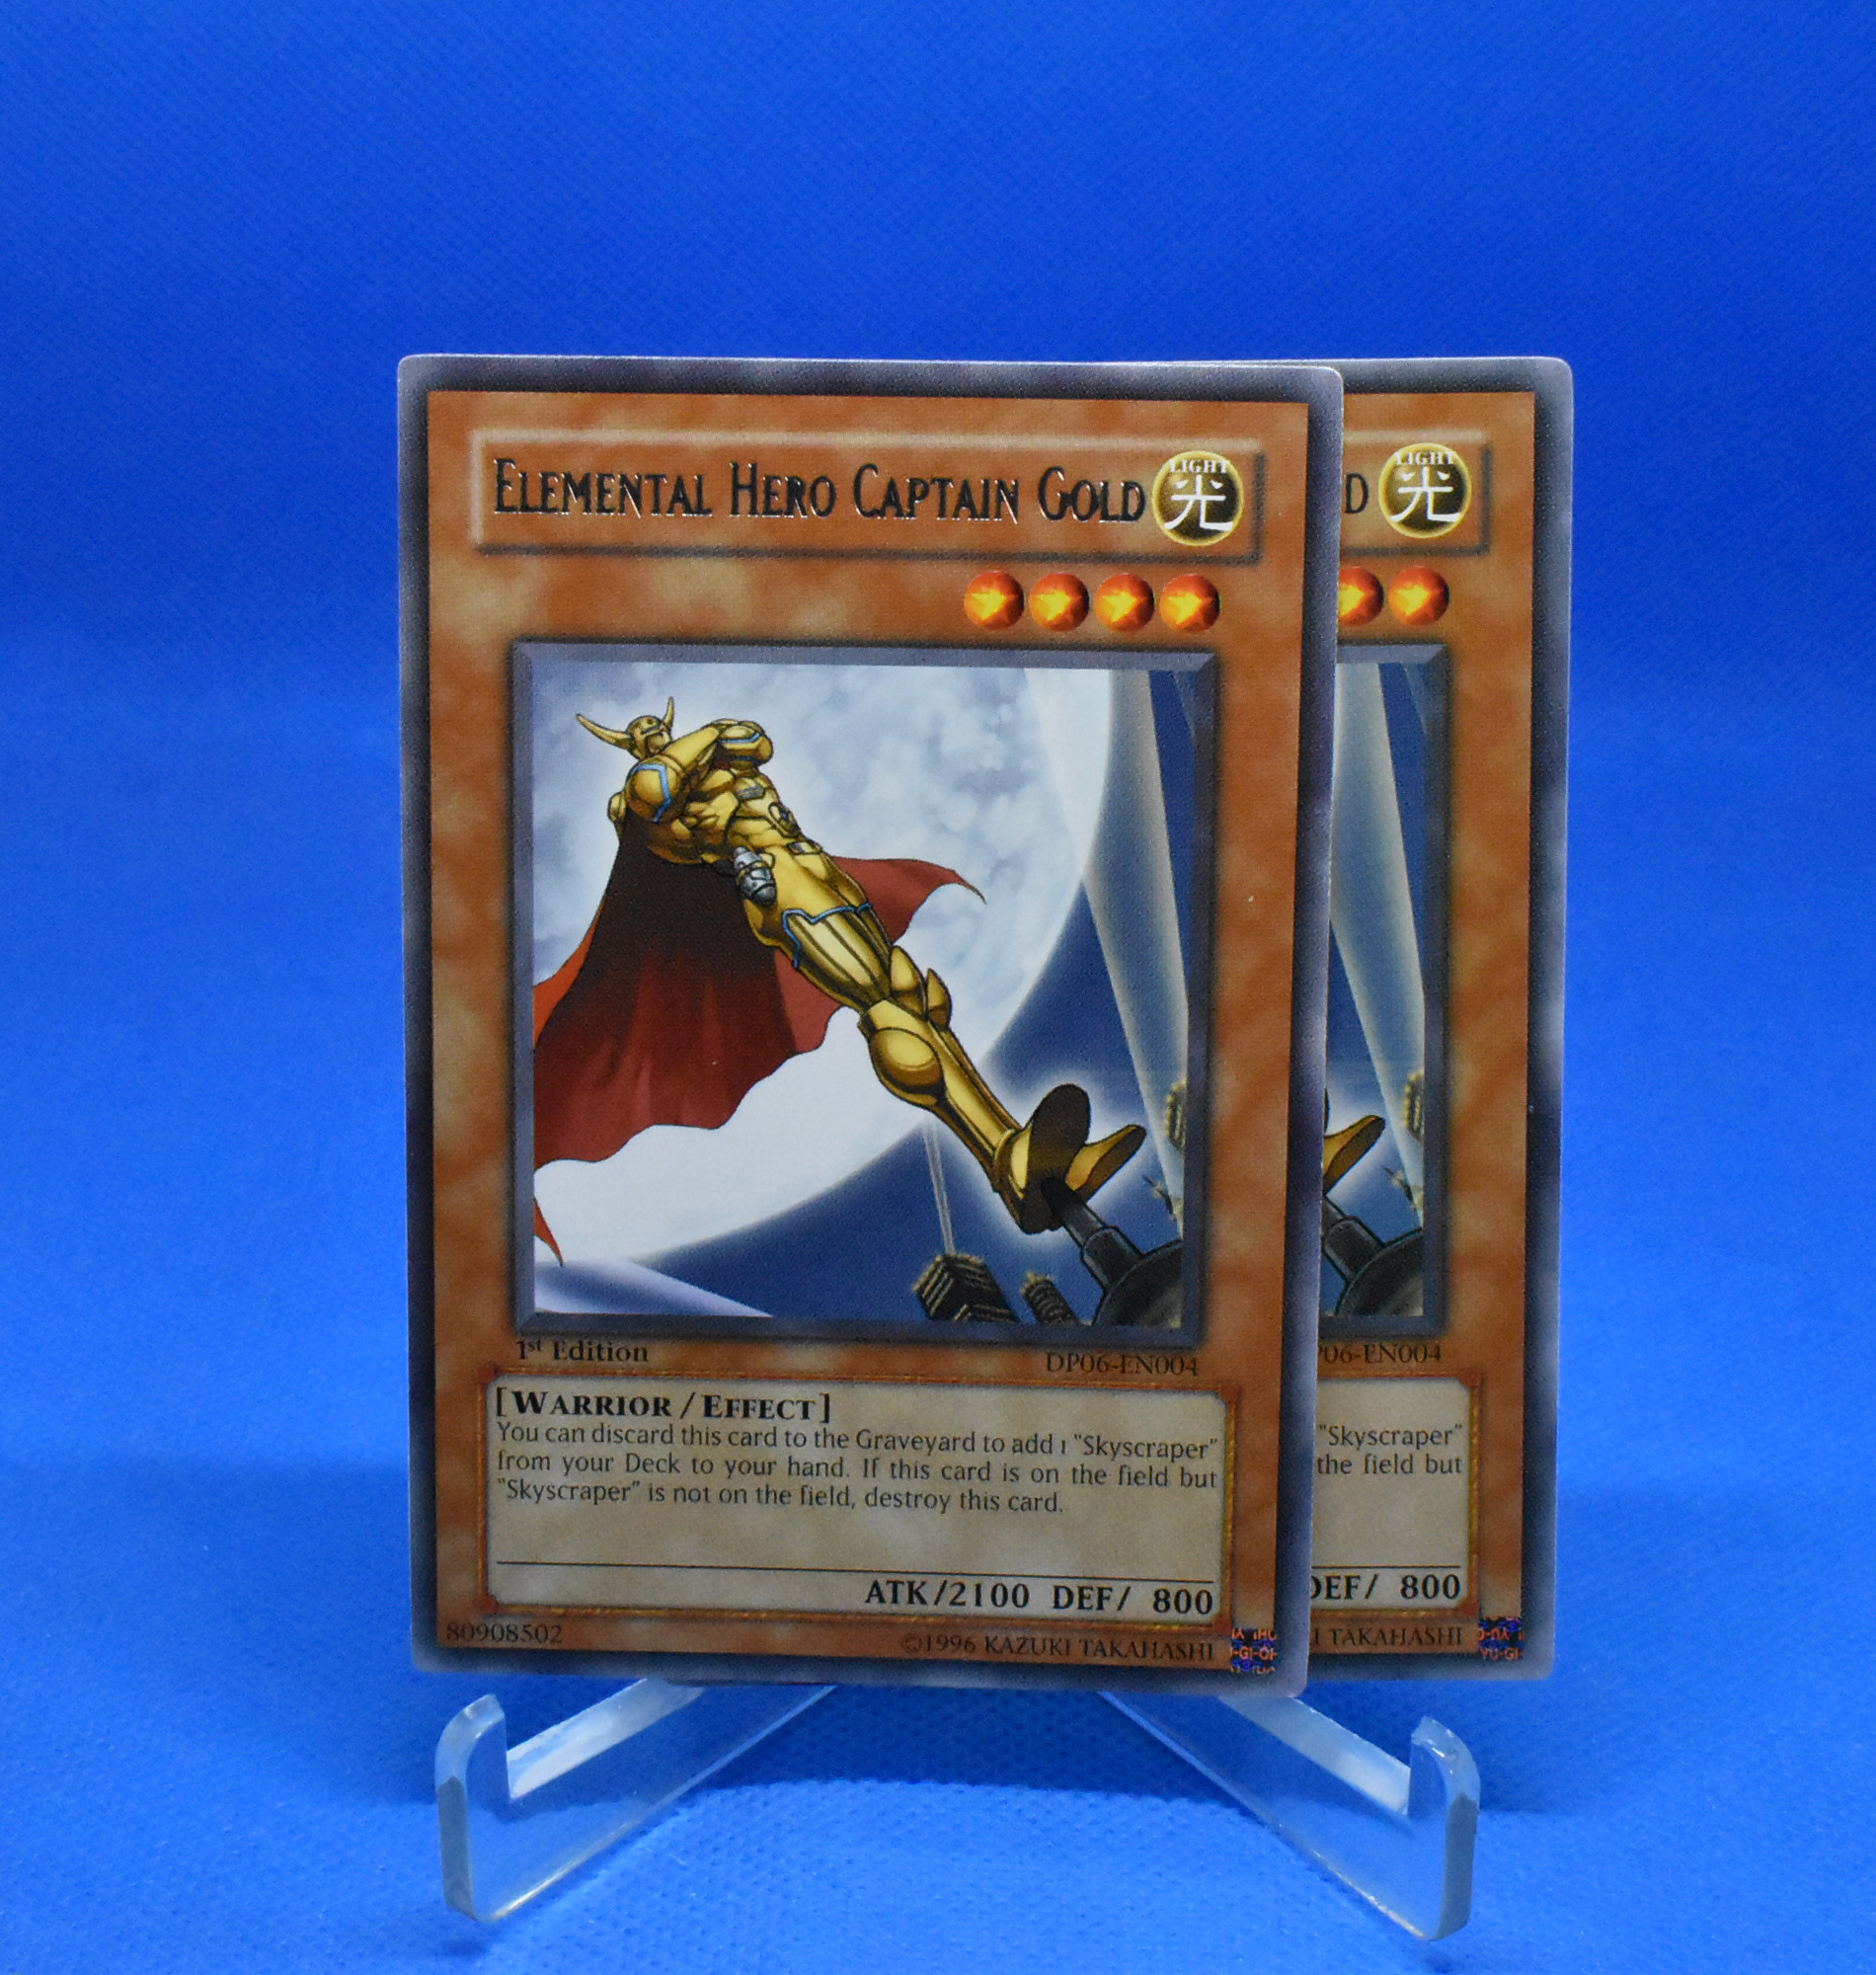 ELEMENTAL HERO CAPTAIN GOLD
LIGHT
光
1st Edition
DP06-EN004
[WARRIOR / EFFECT]
You can discard this card to the Graveyard to add 1 "Skyscraper"
from your Deck to your hand. If this card is on the field but
"Skyscraper" is not on the field, destroy this card.
ATK/2100 DEF/ 800
80908502
©1996 KAZUKI TAKAHASHI
D
LIGHT
光
P06-EN004
"Skyscraper"
the field but
DEF/ 800
TAKAHASHI